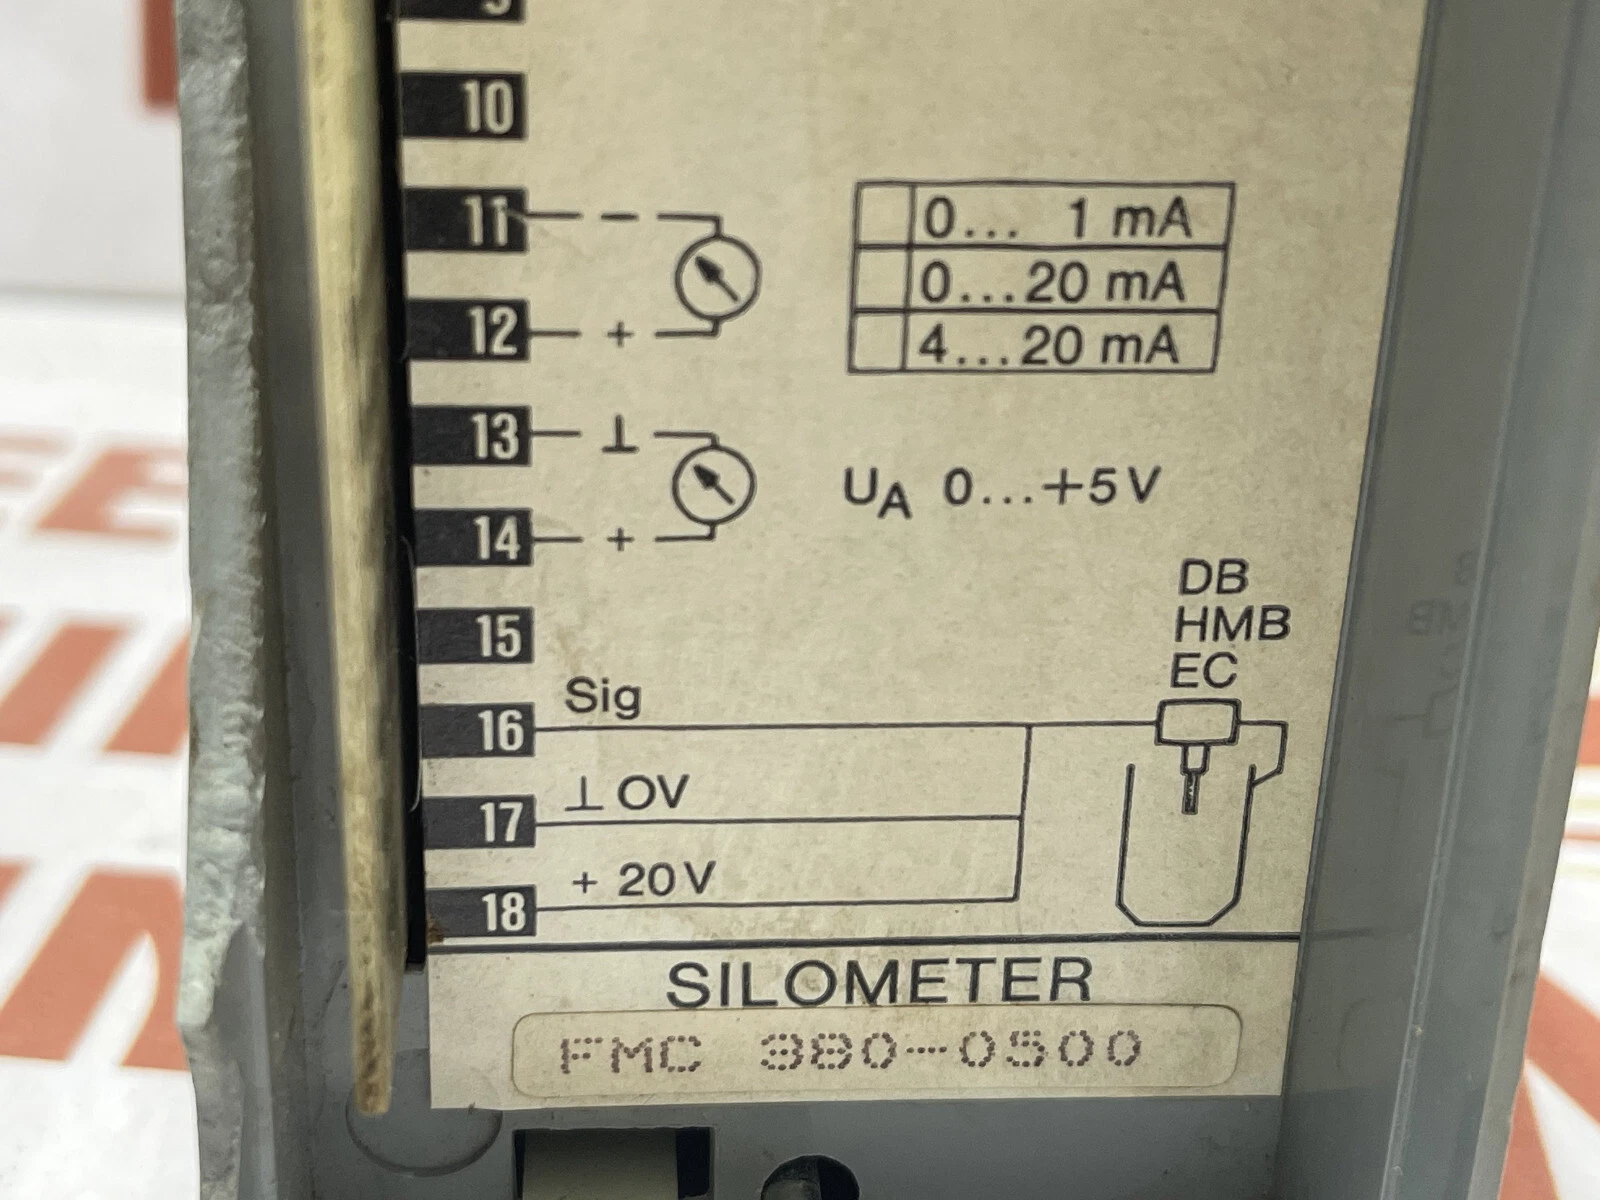 9
10
11 - 0... 1 mA
0...20 mA
12 + 4...20 mA
13 ⊥
UA 0...+5V
14 +
DB
15 HMB
EC
Sig
16
⊥ 0V
17
+ 20V
18
SILOMETER
FMC 380-0500